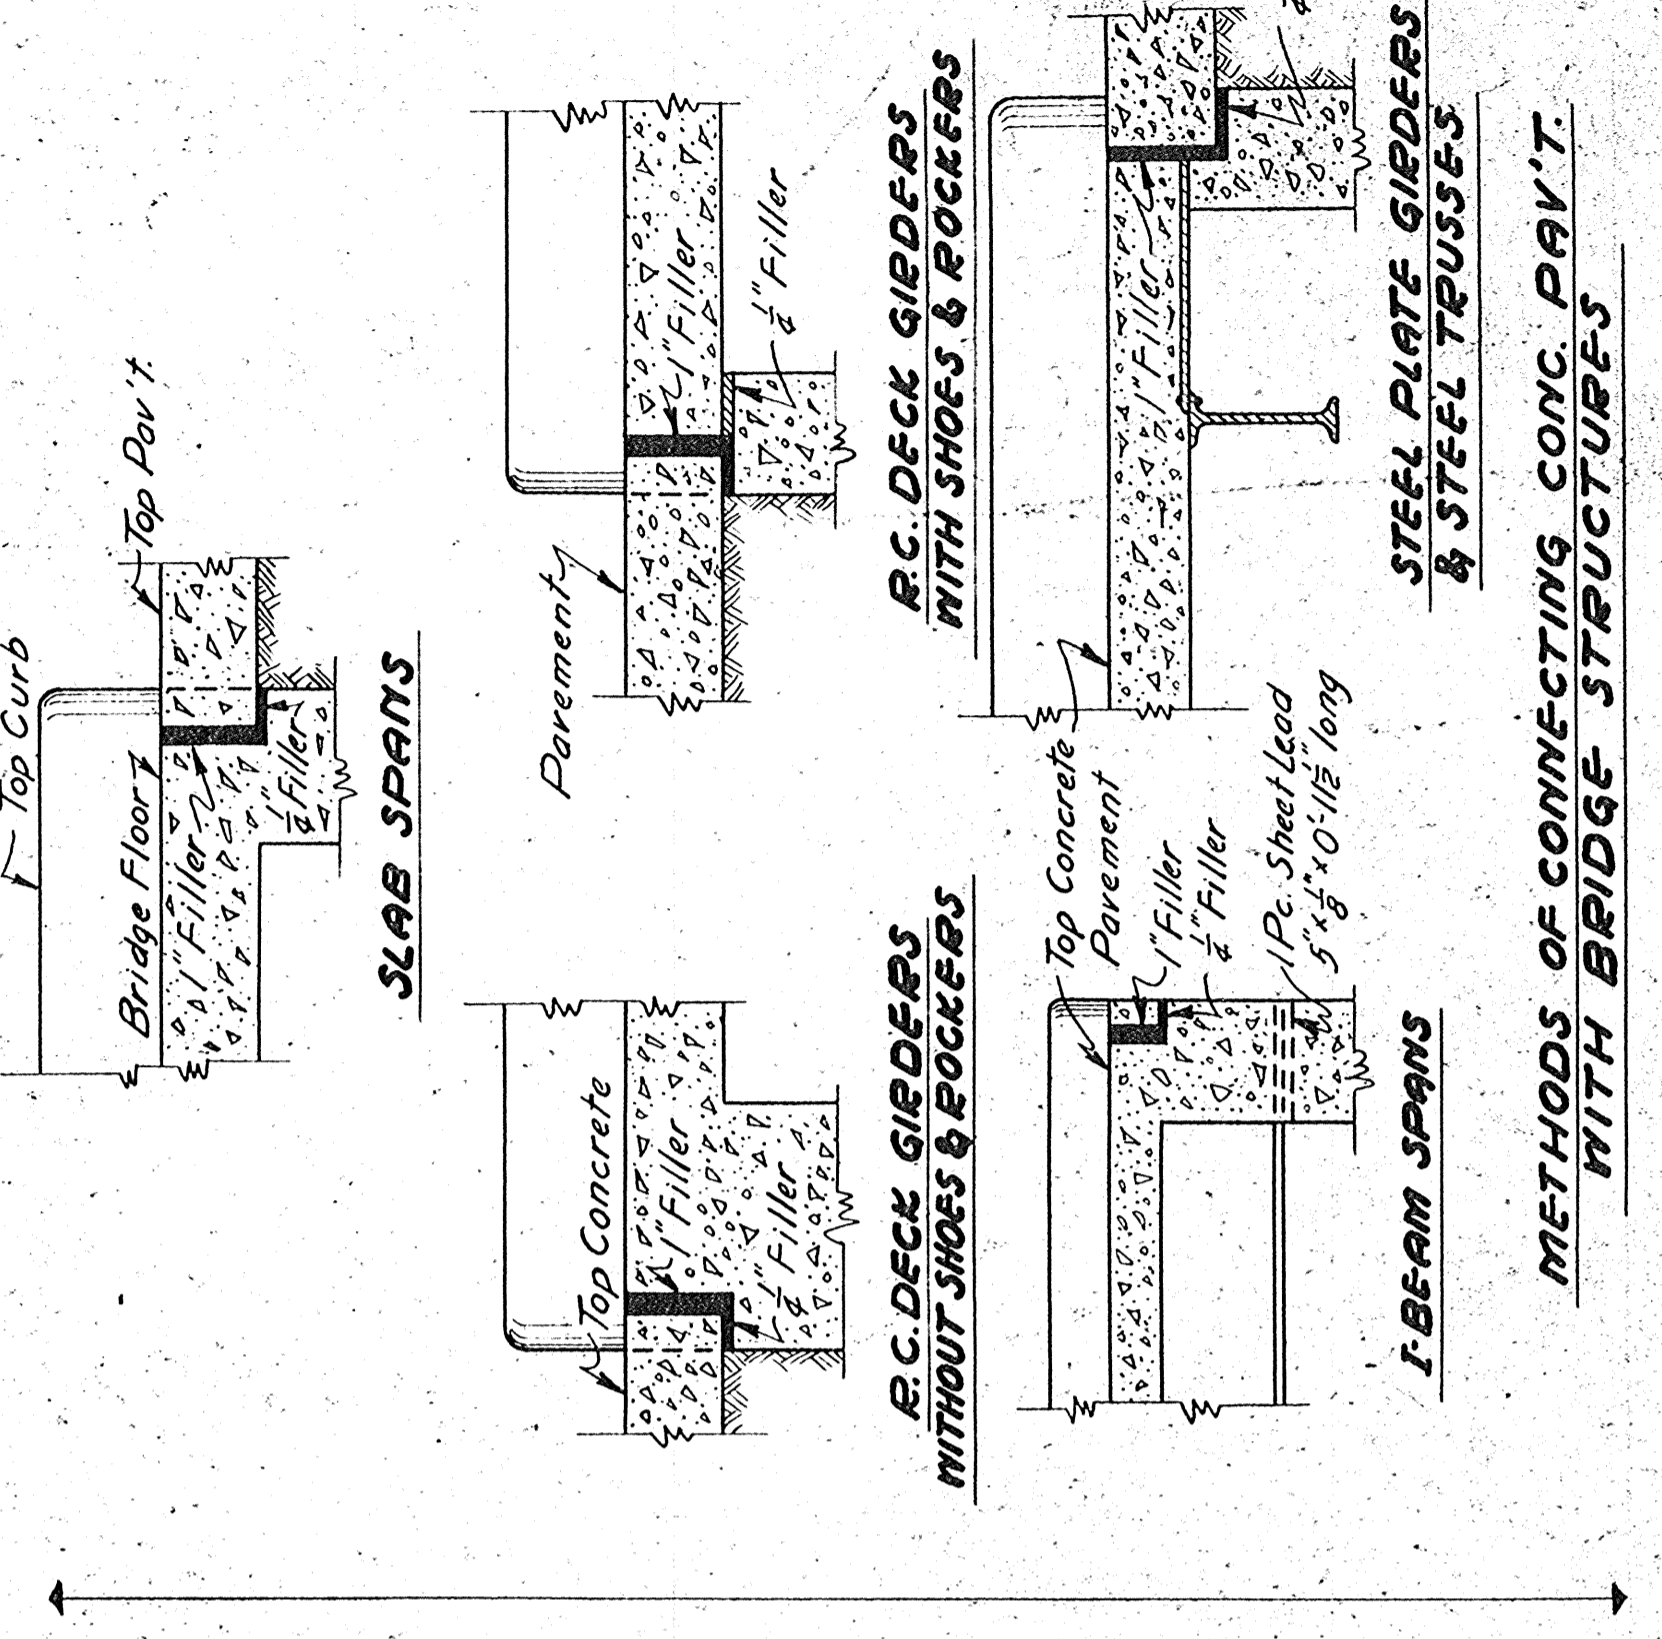 Top Curb
Bridge Floor
Top Pav't.
1" Filler
1/4" Filler
SLAB SPANS
Top Concrete
1" Filler
1/4" Filler
R.C. DECK GIRDERS
WITHOUT SHOES & ROCKERS
Pavement
1" Filler
1/4" Filler
R.C. DECK GIRDERS
WITH SHOES & ROCKERS
Top Concrete
Pavement
1" Filler
1/4" Filler
1 Pc. Sheet Lead
5" x 1/8" x 0'-11 1/2" long
I-BEAM SPANS
1" Filler
STEEL PLATE GIRDERS
& STEEL TRUSSES
METHODS OF CONNECTING CONC. PAV'T.
WITH BRIDGE STRUCTURES